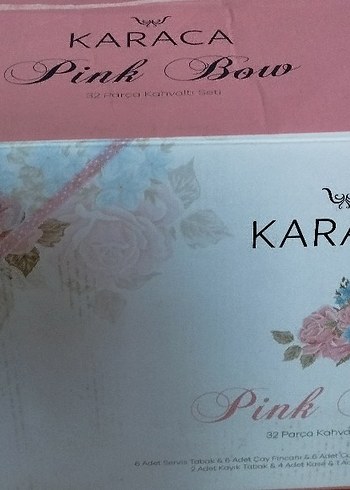 KARACA
Pink Bow
32 Parça Kahvaltı Seti
KARA
Pink
32 Parça Kahva
6 Adet Servis Tabak & 6 Adet Çay Fincanı & 6 Adet
2 Adet Kayık Tabak & 4 Adet Kase & 1 A